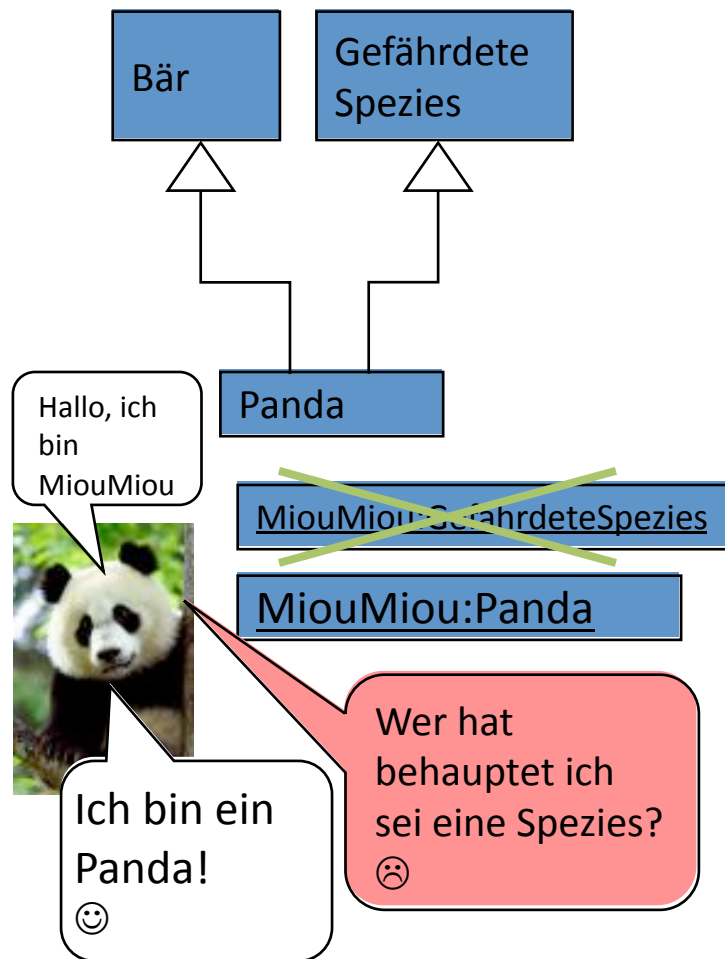 Bär
Gefährdete
Spezies
Panda
Hallo, ich
bin
MiouMiou
MiouMiou:GefährdeteSpezies
MiouMiou:Panda
Wer hat
behauptet ich
sei eine Spezies?
☹
Ich bin ein
Panda!
☺